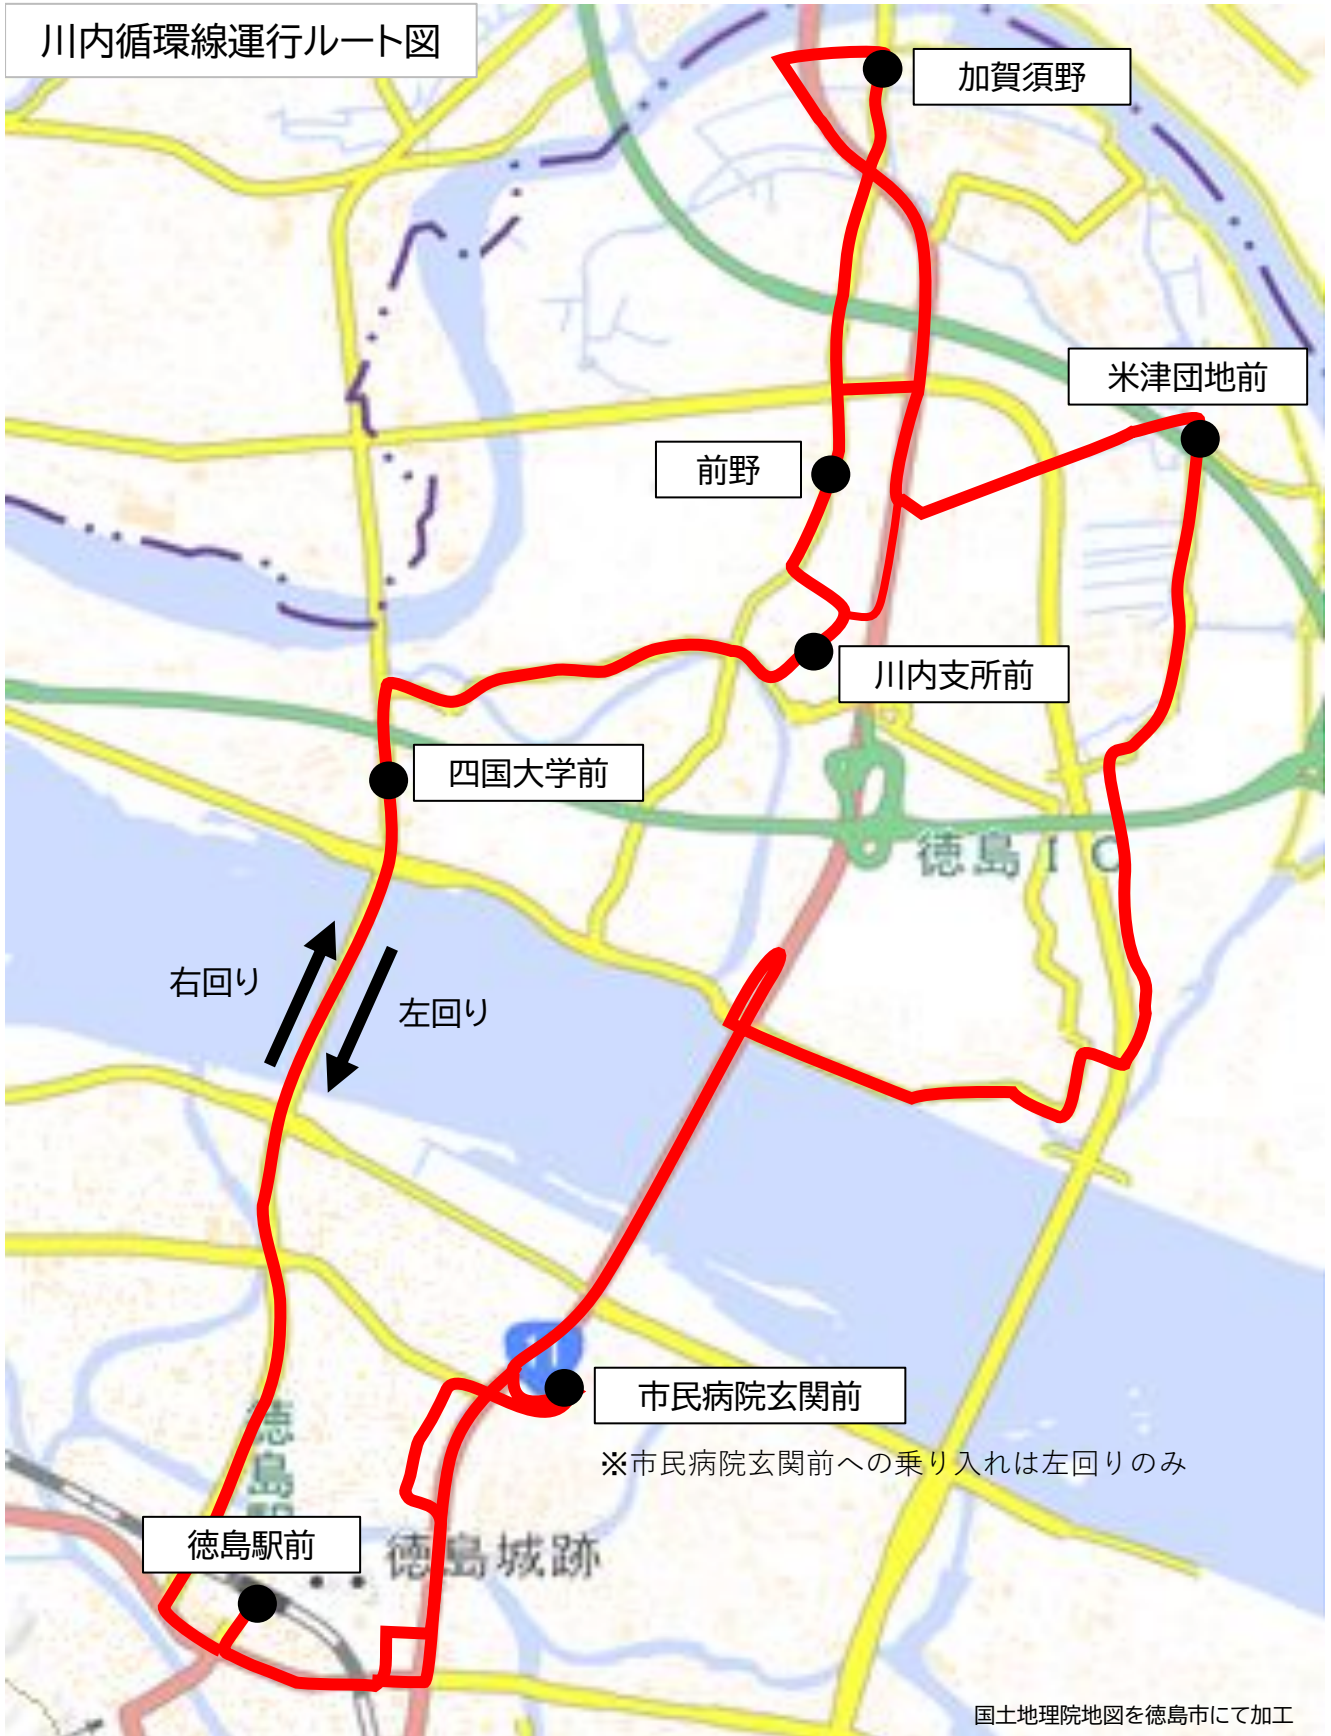 川内循環線運行ルート図
加賀須野
米津団地前
前野
川内支所前
四国大学前
徳島IC
右回り
左回り
11
市民病院玄関前
※市民病院玄関前への乗り入れは左回りのみ
徳島駅前
徳島城跡
国土地理院地図を徳島市にて加工